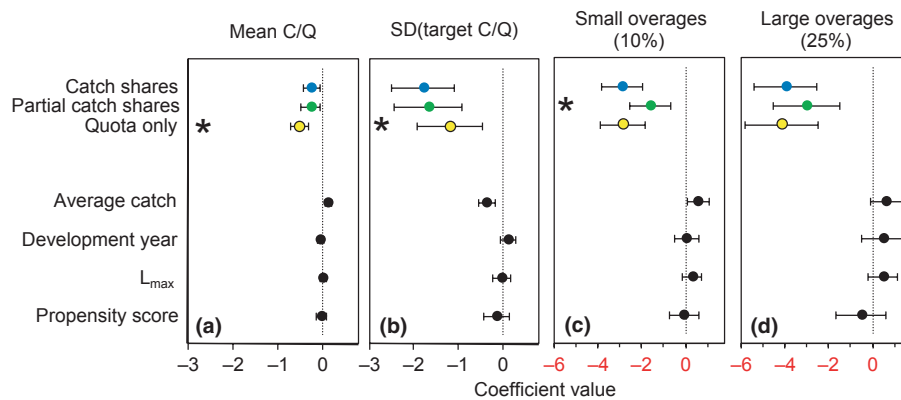 Mean C/Q
SD(target C/Q)
Small overages
(10%)
Large overages
(25%)
Catch shares
Partial catch shares
Quota only
*
*
*
Average catch
Development year
Lmax
Propensity score
(a)
(b)
(c)
(d)
−3 −2 −1 0
−3 −2 −1 0
−6 −4 −2 0
−6 −4 −2 0
Coefficient value